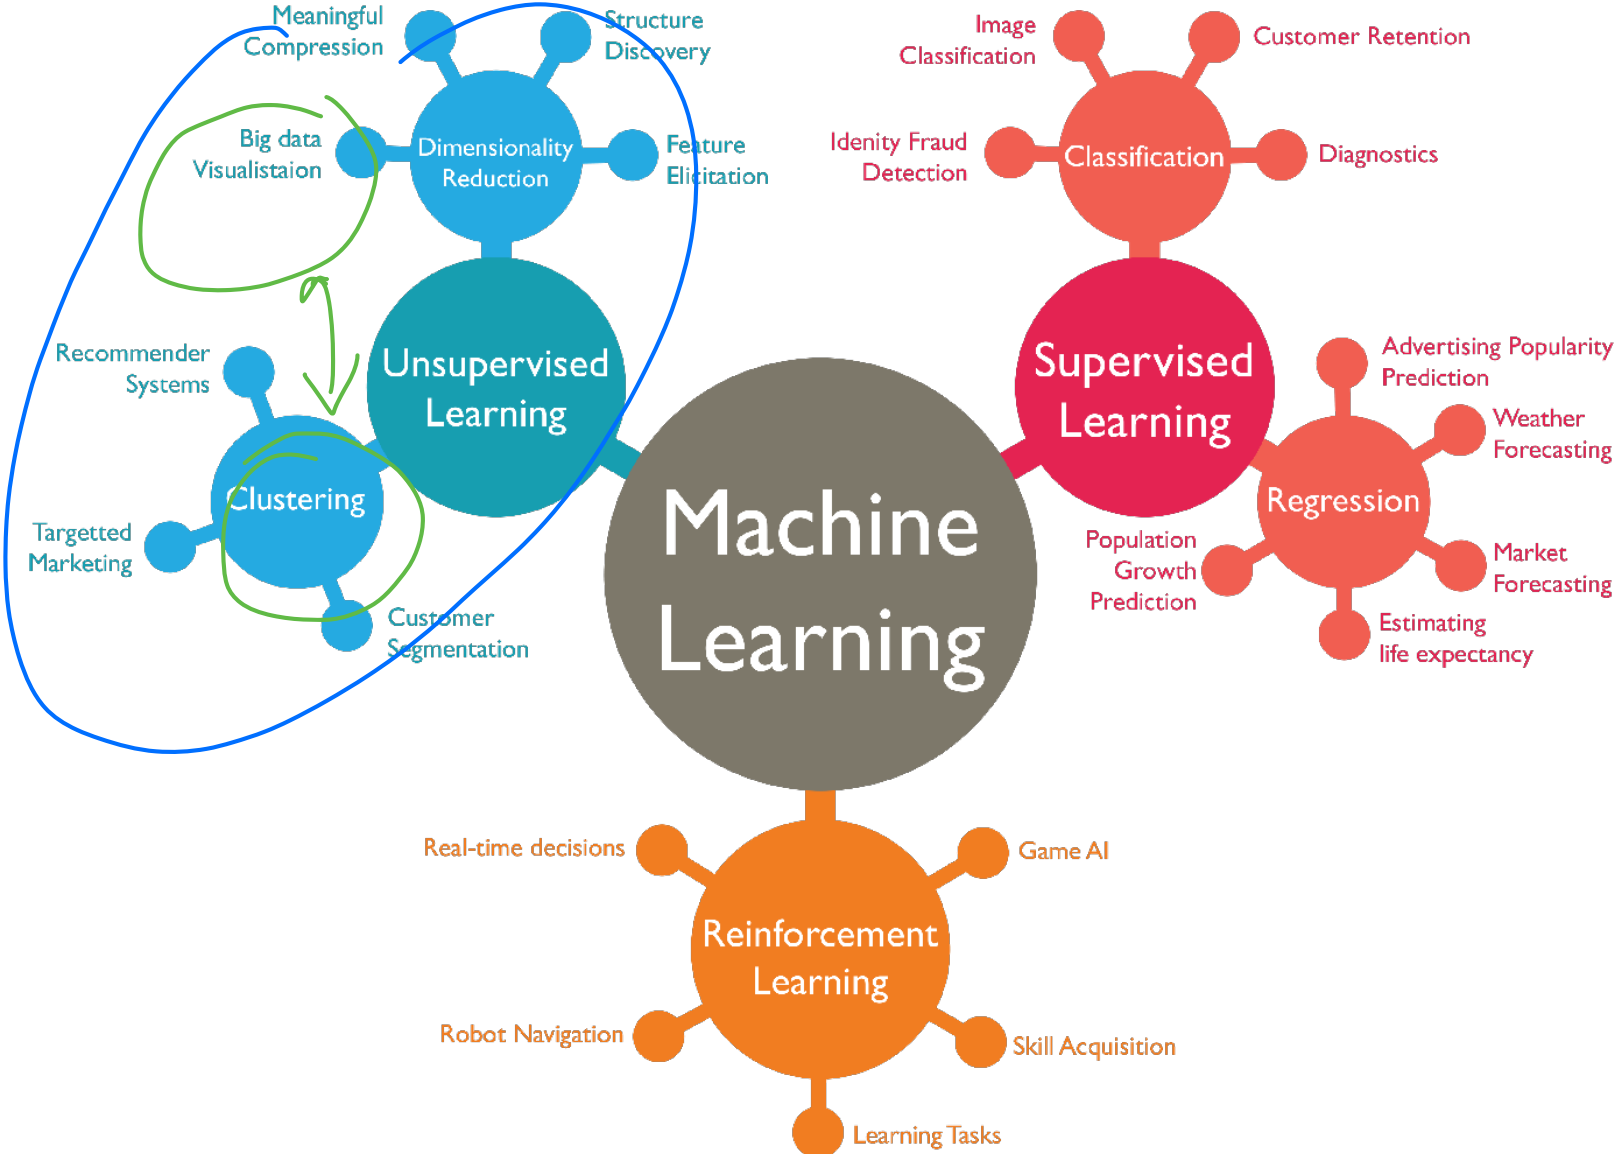 Meaningful
Compression
Structure
Discovery
Big data
Visualistaion
Dimensionality
Reduction
Feature
Elicitation
Unsupervised
Learning
Recommender
Systems
Clustering
Targetted
Marketing
Customer
Segmentation
Machine
Learning
Image
Classification
Customer Retention
Idenity Fraud
Detection
Classification
Diagnostics
Supervised
Learning
Advertising Popularity
Prediction
Weather
Forecasting
Regression
Population
Growth
Prediction
Market
Forecasting
Estimating
life expectancy
Real-time decisions
Game AI
Reinforcement
Learning
Robot Navigation
Skill Acquisition
Learning Tasks